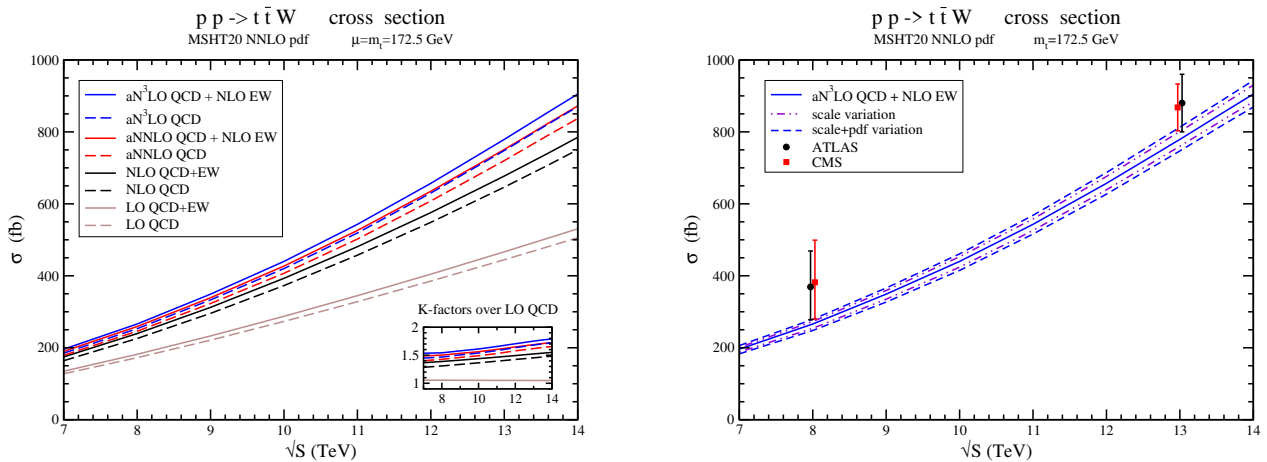 p p -> t t̄ W cross section
MSHT20 NNLO pdf μ=mₜ=172.5 GeV
1000
800
600
400
200
0
σ (fb)
aN³LO QCD + NLO EW
aN³LO QCD
aNNLO QCD + NLO EW
aNNLO QCD
NLO QCD+EW
NLO QCD
LO QCD+EW
LO QCD
K-factors over LO QCD
2
1.5
1
8 10 12 14
7 8 9 10 11 12 13 14
√S (TeV)
p p -> t t̄ W cross section
MSHT20 NNLO pdf mₜ=172.5 GeV
1000
800
600
400
200
0
σ (fb)
aN³LO QCD + NLO EW
scale variation
scale+pdf variation
ATLAS
CMS
7 8 9 10 11 12 13 14
√S (TeV)